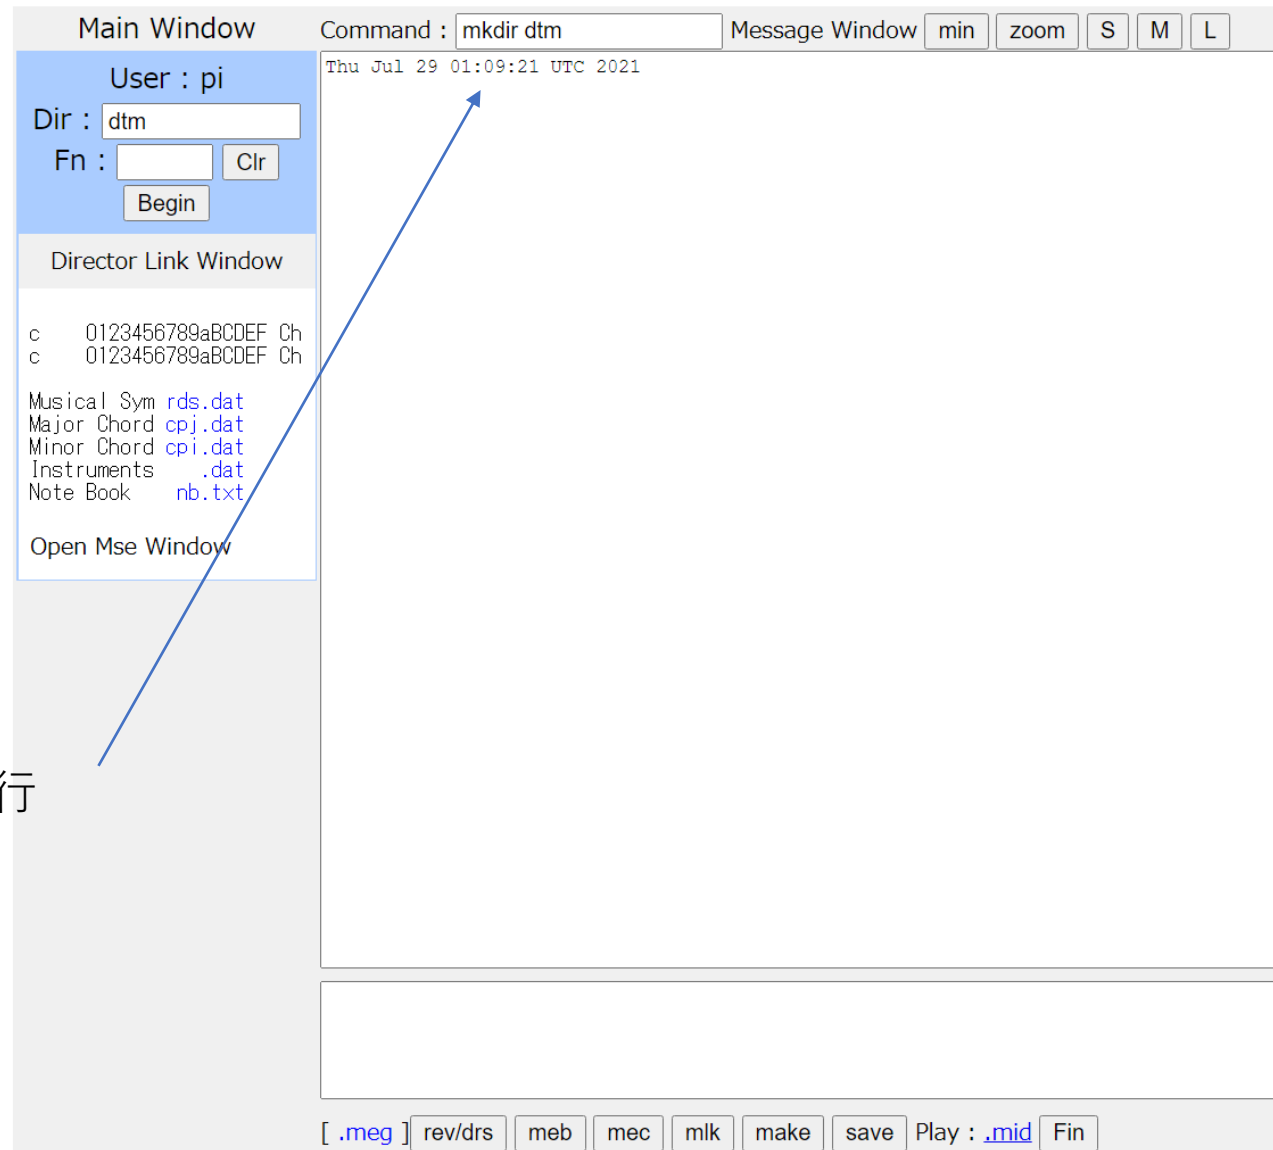 Main Window
Command : mkdir dtm Message Window min zoom S M L
User : pi
Dir : dtm
Fn : Clr
Begin
Director Link Window
c 0123456789aBCDEF Ch
c 0123456789aBCDEF Ch
Musical Sym rds.dat
Major Chord cpj.dat
Minor Chord cpi.dat
Instruments .dat
Note Book nb.txt
Open Mse Window
Thu Jul 29 01:09:21 UTC 2021
行
[ .meg ] rev/drs meb mec mlk make save Play : .mid Fin